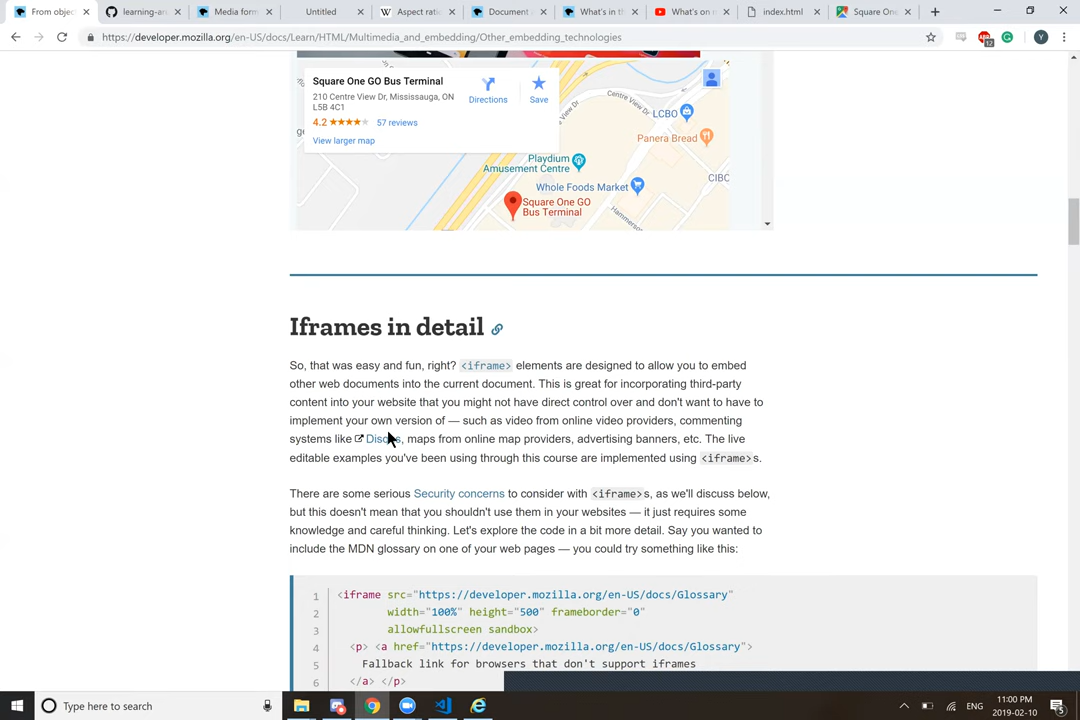 From objec
learning-ar
Media form
Untitled
Aspect rati
Document a
What's in th
What's on u
index.html
Square One
https://developer.mozilla.org/en-US/docs/Learn/HTML/Multimedia_and_embedding/Other_embedding_technologies
12
Y
Square One GO Bus Terminal
210 Centre View Dr, Mississauga, ON
L5B 4C1
4.2 ★★★★★ 57 reviews
View larger map
Directions
Save
Centre View Dr
LCBO
Panera Bread
Playdium
Amusement Centre
CIBC
Whole Foods Market
Square One GO
Bus Terminal
Iframes in detail
So, that was easy and fun, right? <iframe> elements are designed to allow you to embed
other web documents into the current document. This is great for incorporating third-party
content into your website that you might not have direct control over and don't want to have to
implement your own version of — such as video from online video providers, commenting
systems like Disqus, maps from online map providers, advertising banners, etc. The live
editable examples you've been using through this course are implemented using <iframe>s.
There are some serious Security concerns to consider with <iframe>s, as we'll discuss below,
but this doesn't mean that you shouldn't use them in your websites — it just requires some
knowledge and careful thinking. Let's explore the code in a bit more detail. Say you wanted to
include the MDN glossary on one of your web pages — you could try something like this:
1 <iframe src="https://developer.mozilla.org/en-US/docs/Glossary"
2 width="100%" height="500" frameborder="0"
3 allowfullscreen sandbox>
4 <p> <a href="https://developer.mozilla.org/en-US/docs/Glossary">
5 Fallback link for browsers that don't support iframes
6 </a> </p>
Type here to search
ENG
11:00 PM
2019-02-10
5